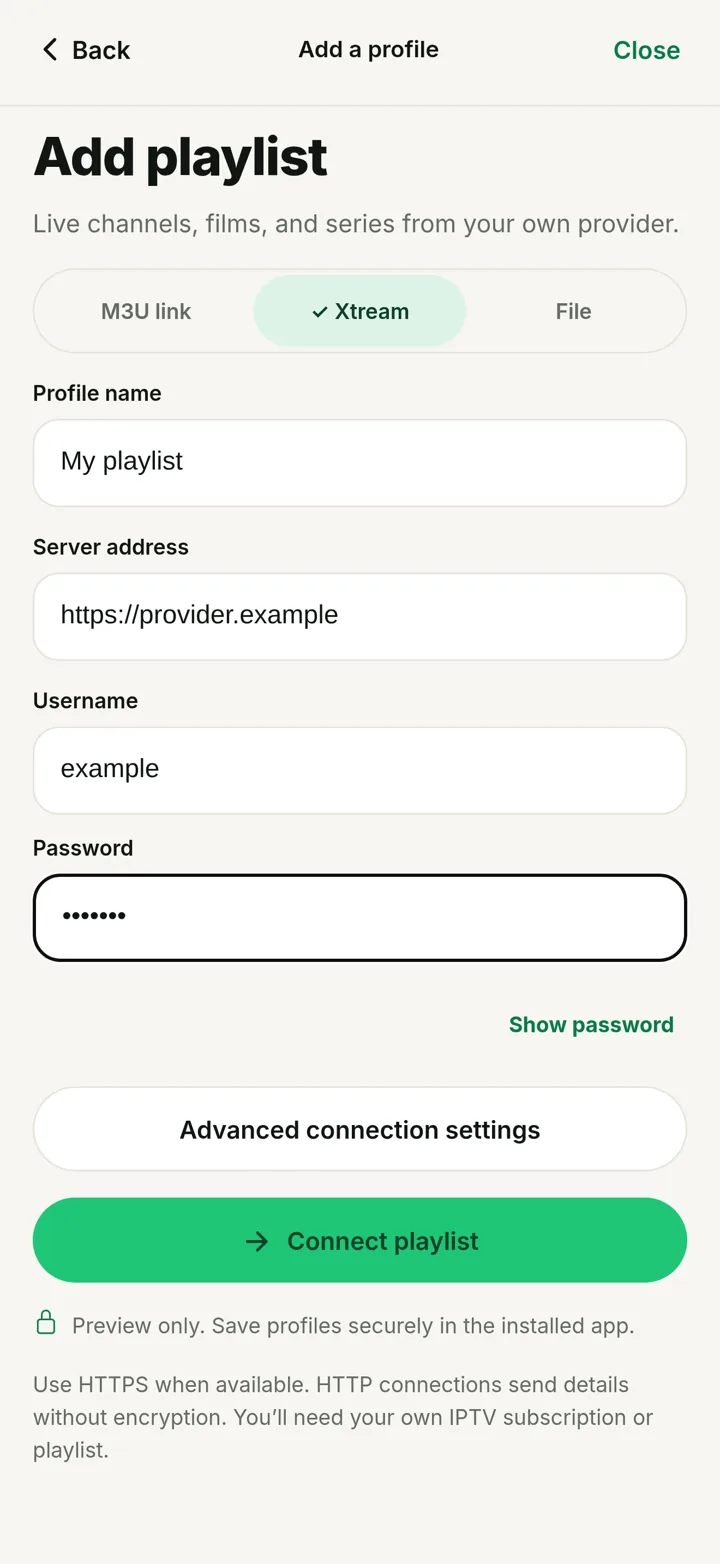 Back
Add a profile
Close
Add playlist
Live channels, films, and series from your own provider.
M3U link
✓ Xtream
File
Profile name
My playlist
Server address
https://provider.example
Username
example
Password
•••••••
Show password
Advanced connection settings
→ Connect playlist
Preview only. Save profiles securely in the installed app.
Use HTTPS when available. HTTP connections send details
without encryption. You’ll need your own IPTV subscription or
playlist.